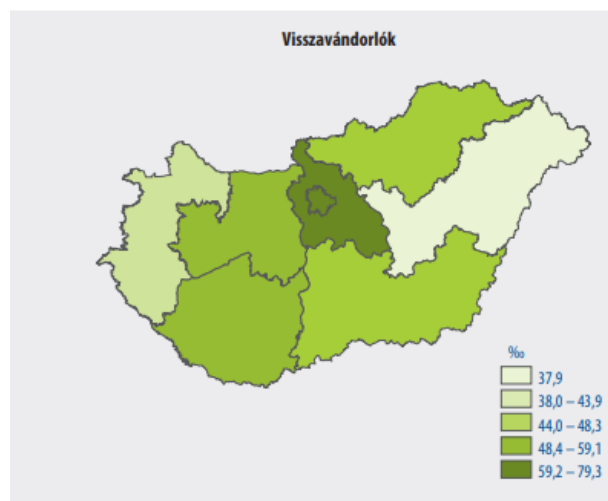 Visszavándorlók
‰
37,9
38,0 – 43,9
44,0 – 48,3
48,4 – 59,1
59,2 – 79,3